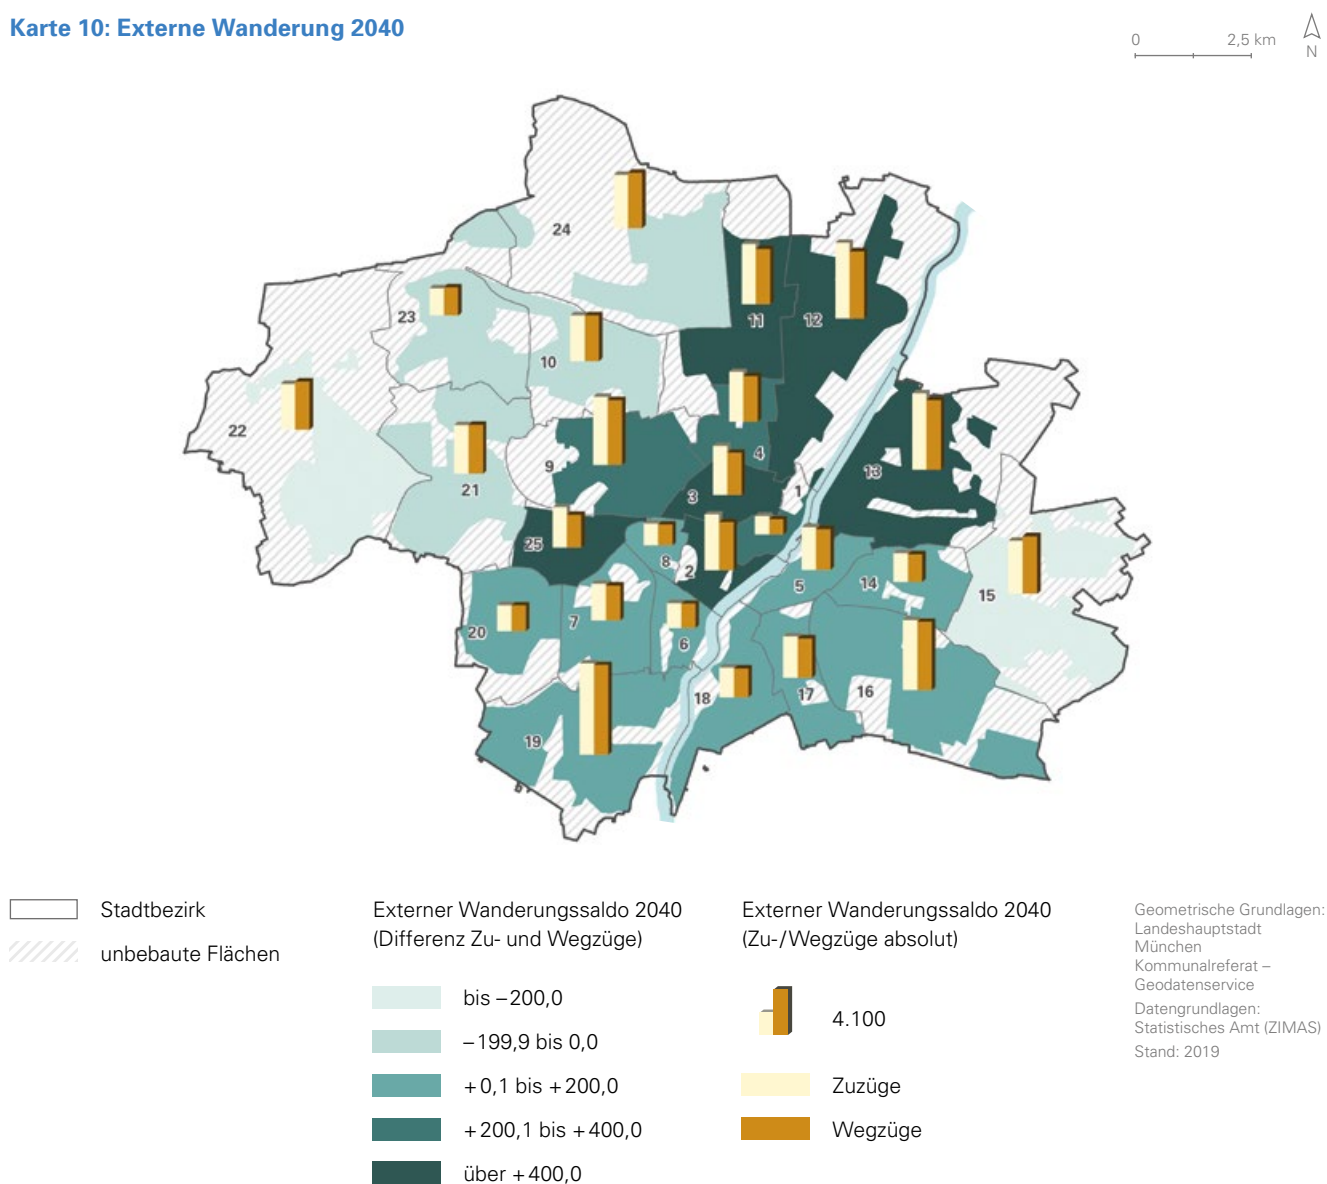 Karte 10: Externe Wanderung 2040
0 2,5 km
N
24
23
11
12
10
22
9
4
13
21
3
1
25
8
2
5
14
15
20
7
6
18
17
16
19
Stadtbezirk
unbebaute Flächen
Externer Wanderungssaldo 2040
(Differenz Zu- und Wegzüge)
bis –200,0
–199,9 bis 0,0
+0,1 bis +200,0
+200,1 bis +400,0
über +400,0
Externer Wanderungssaldo 2040
(Zu-/Wegzüge absolut)
4.100
Zuzüge
Wegzüge
Geometrische Grundlagen:
Landeshauptstadt
München
Kommunalreferat –
Geodatenservice
Datengrundlagen:
Statistisches Amt (ZIMAS)
Stand: 2019